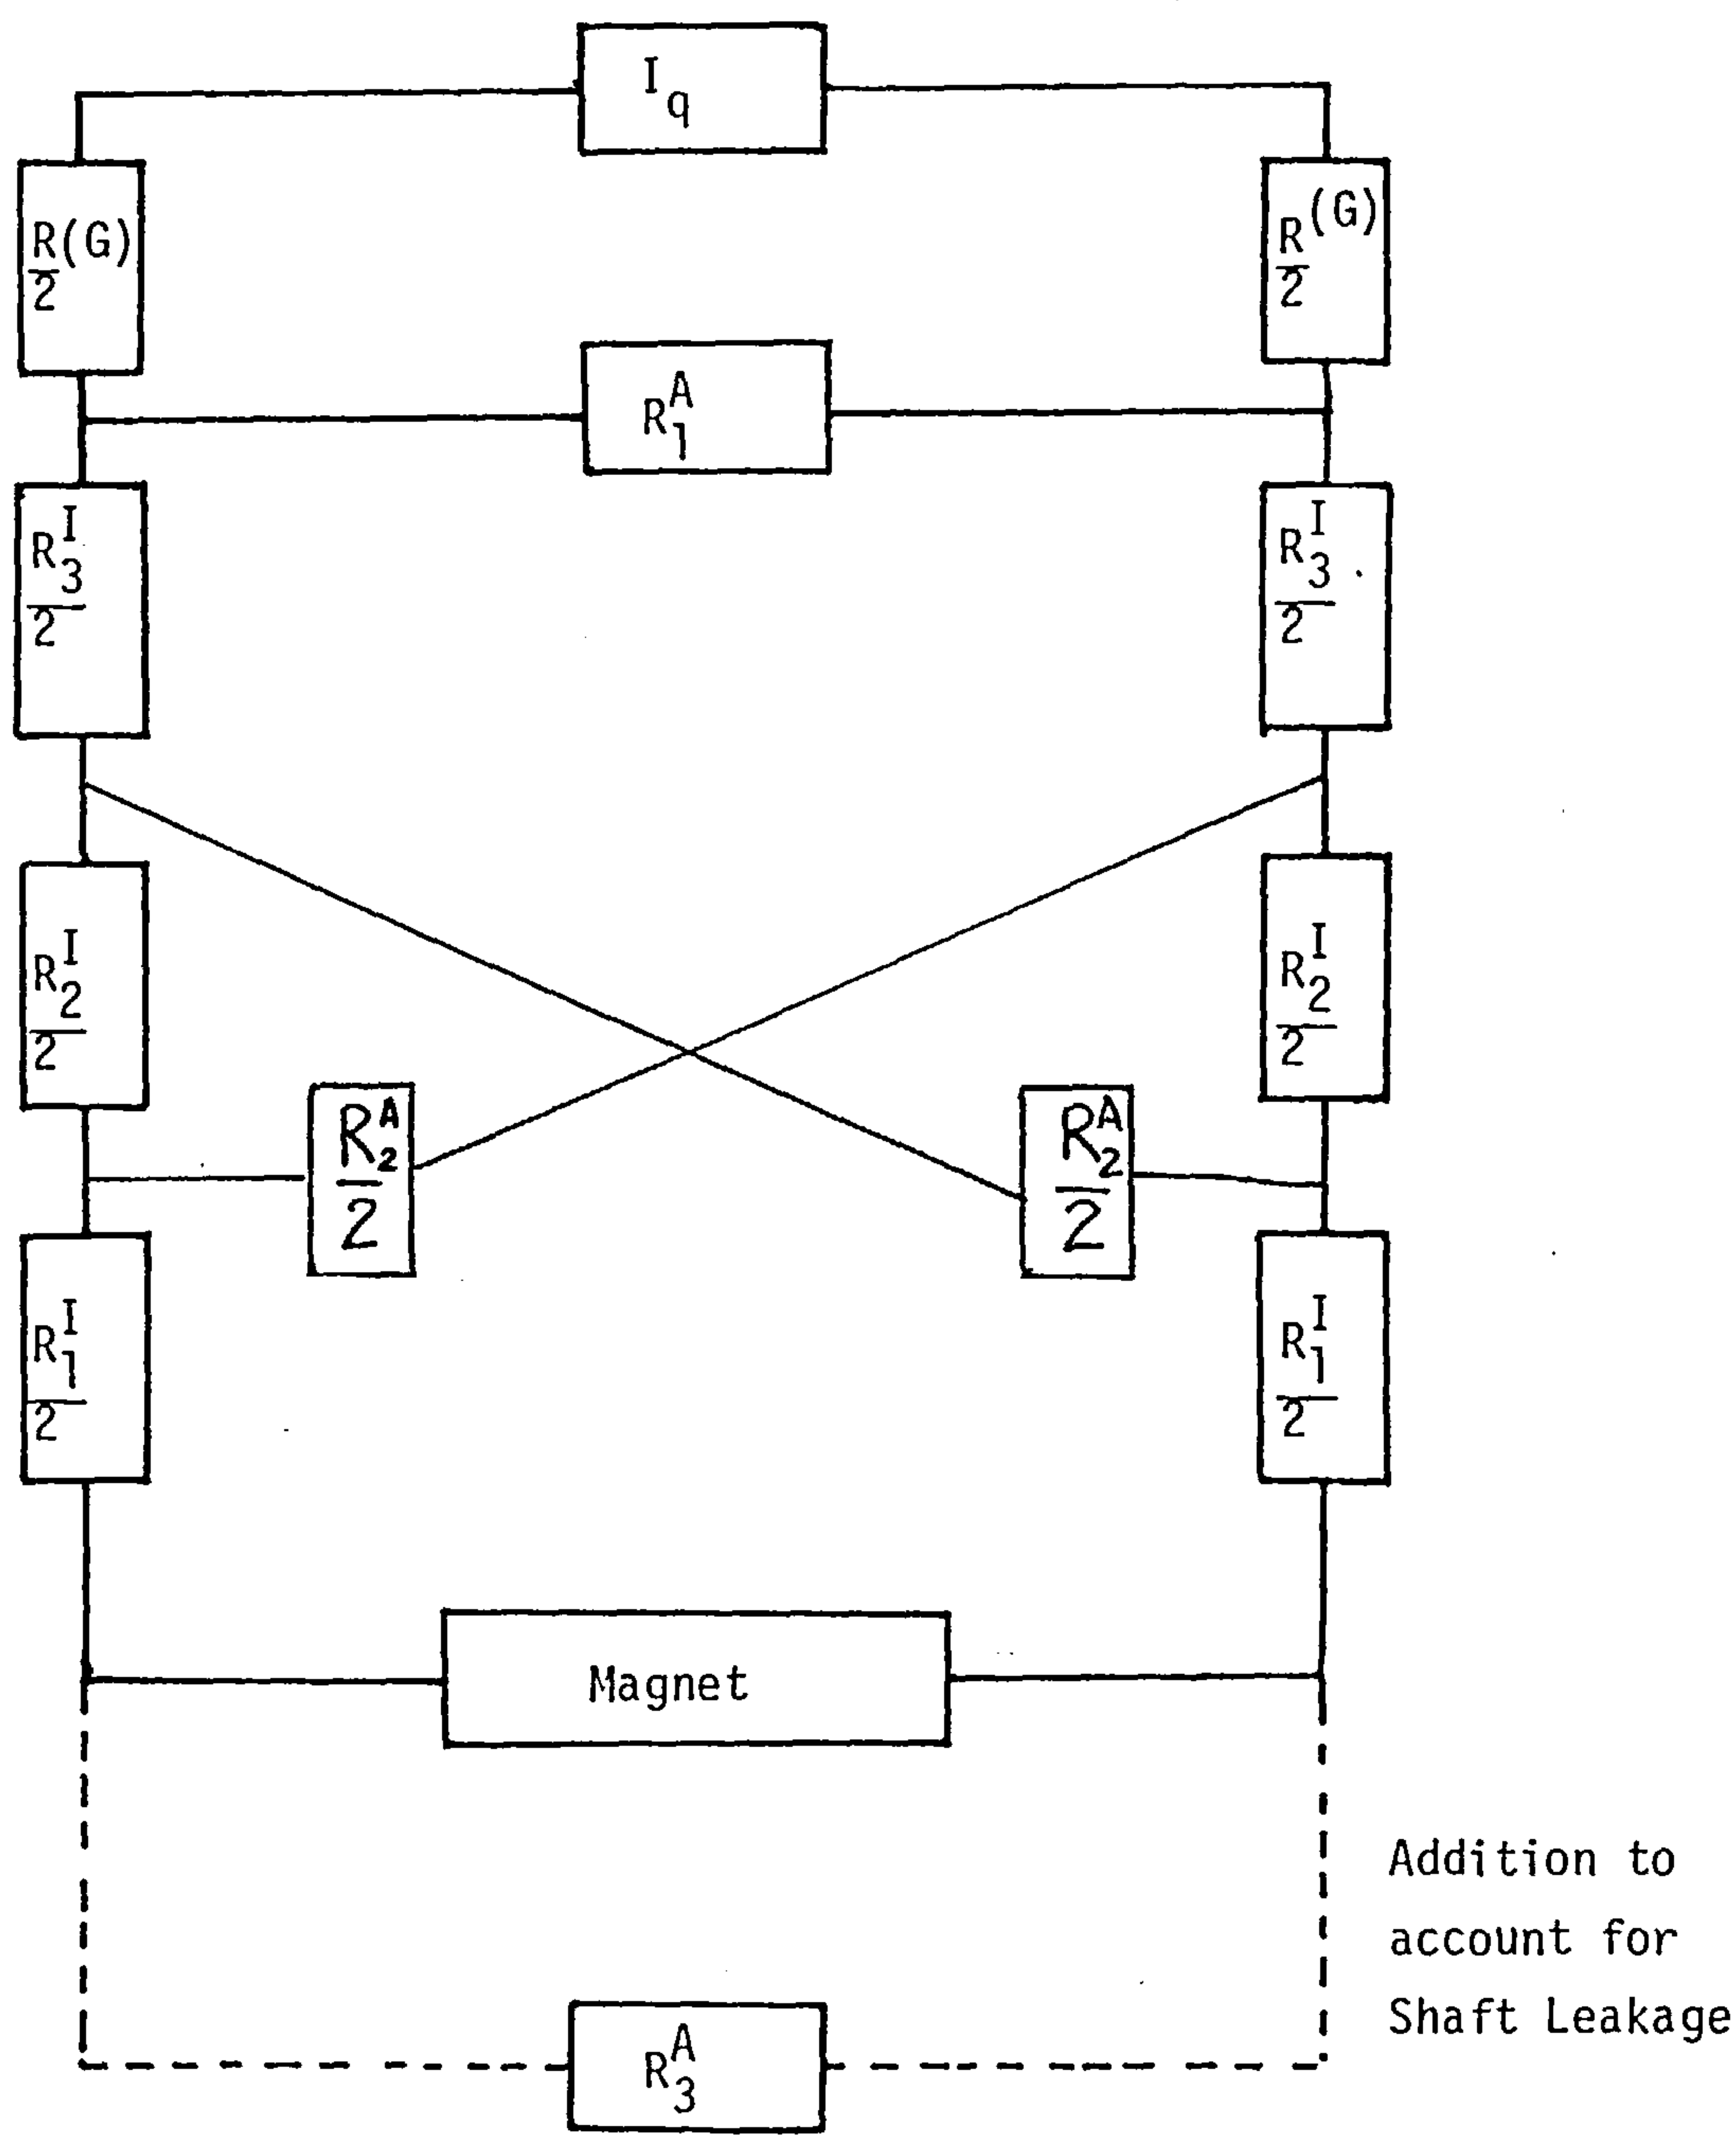 I_q
R/2 (G)
R/2 (G)
R_1^A
R_3^I/2
R_3^I/2
R_2^I/2
R_2^I/2
R_2^A/2
R_2^A/2
R_1^I/2
R_1^I/2
Magnet
Addition to
account for
Shaft Leakage
R_3^A